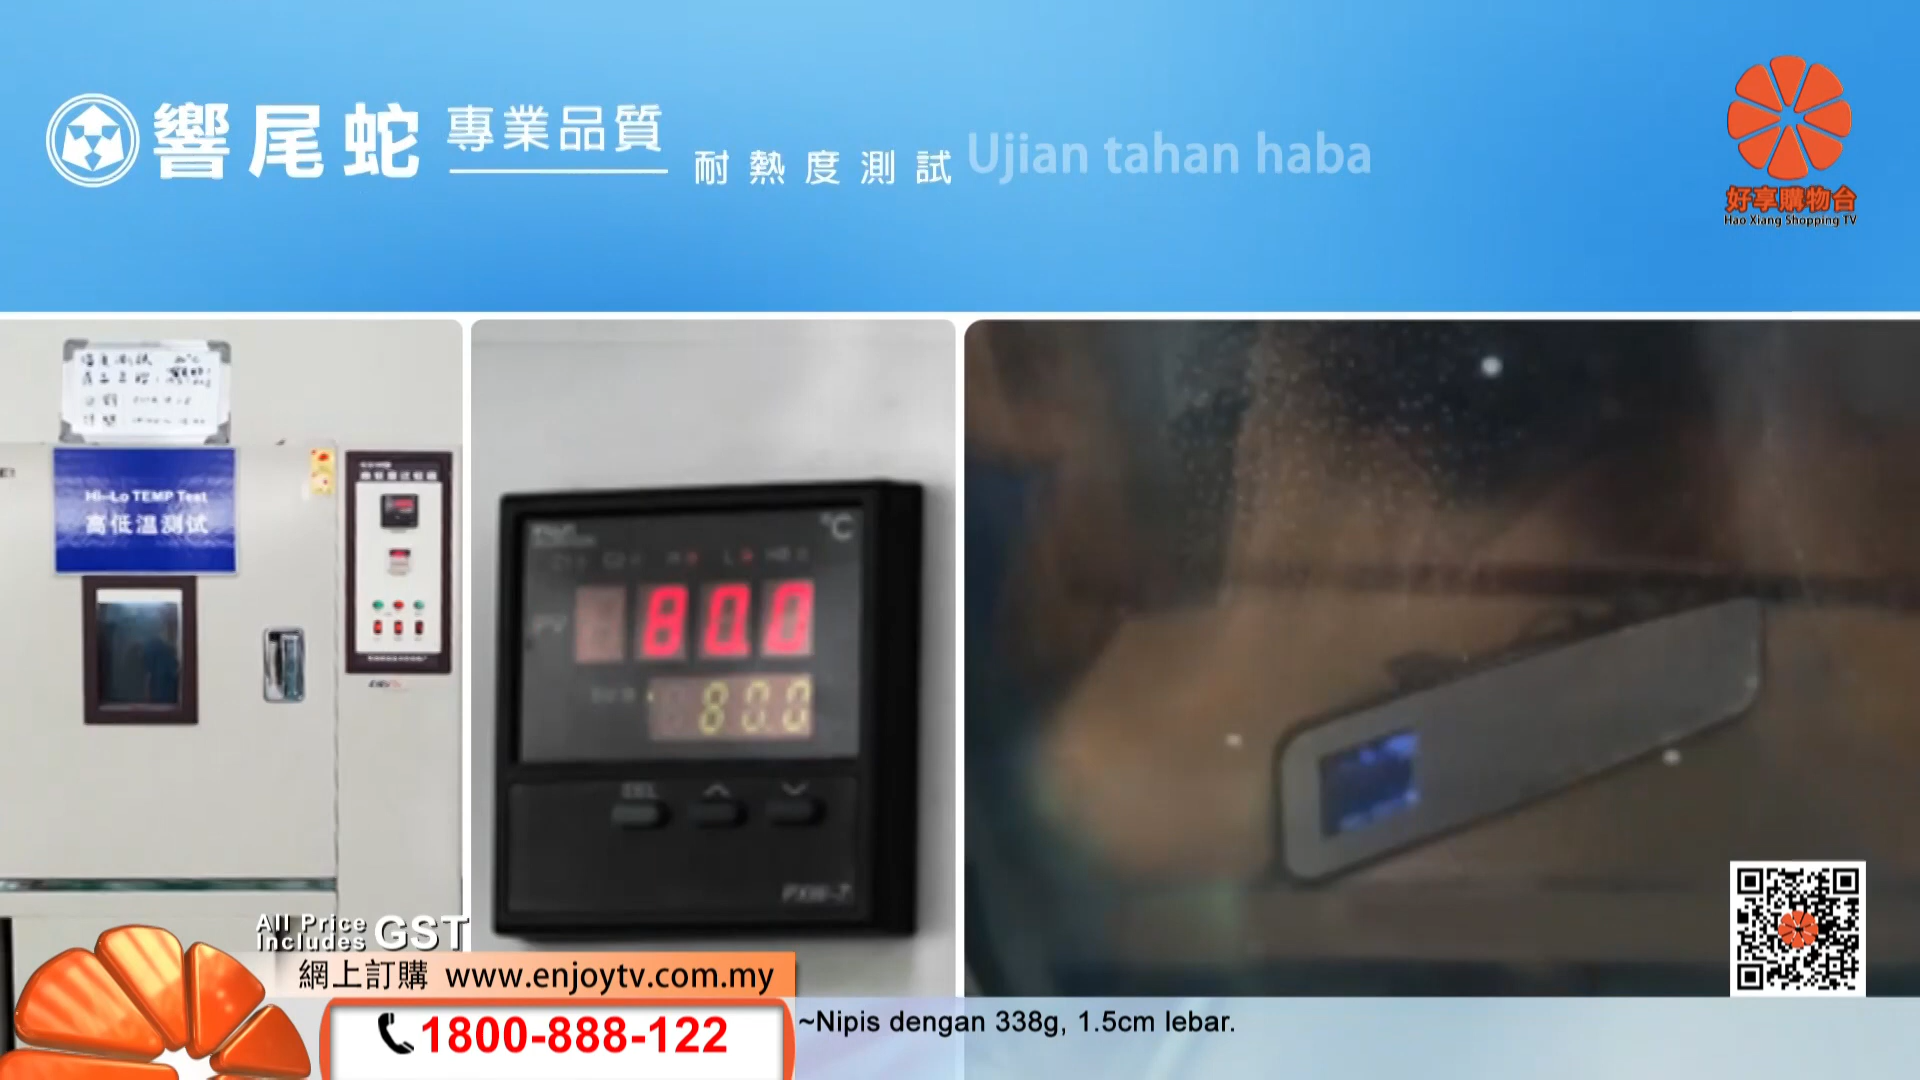 響尾蛇 專業品質 耐熱度測試 Ujian tahan haba
好享購物台
Hao Xiang Shopping TV
Hi-Lo TEMP Test
高低温测试
°C
80.0
80.0
SEL
PXW-7
All Price
Includes GST
網上訂購 www.enjoytv.com.my
1800-888-122
~Nipis dengan 338g, 1.5cm lebar.